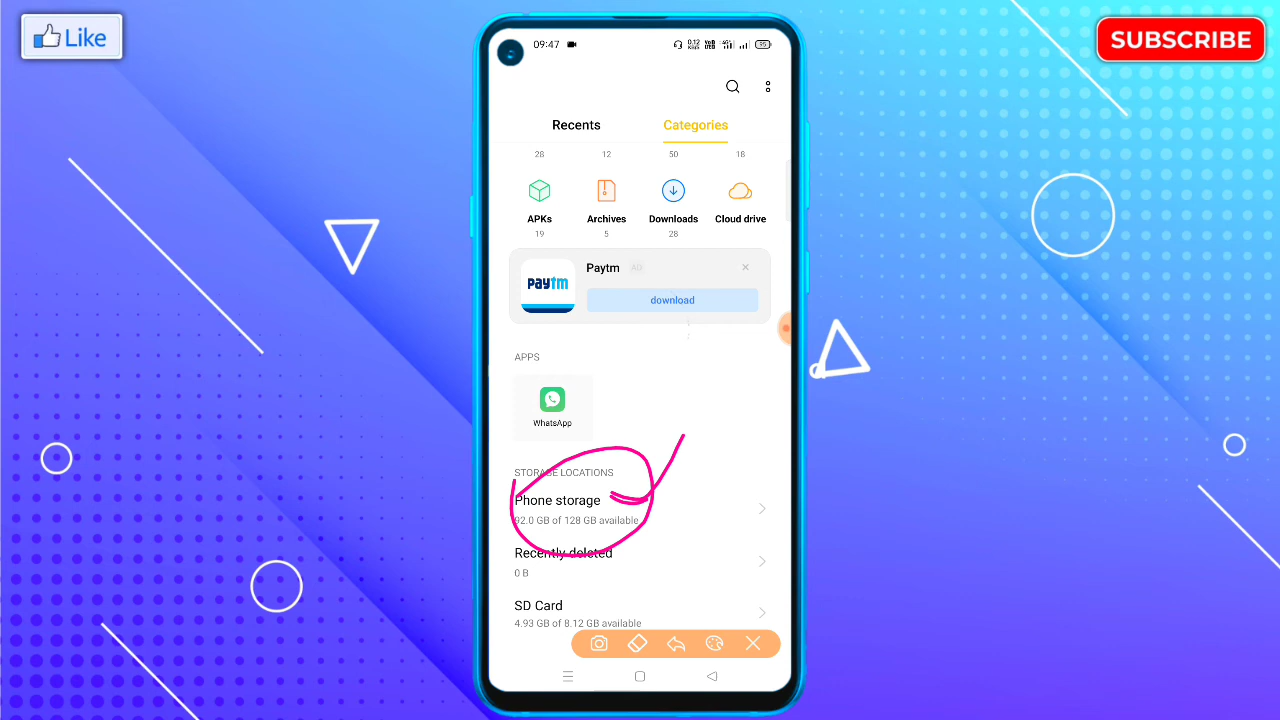 Like
SUBSCRIBE
09:47
Recents
Categories
28 12 50 18
APKs Archives Downloads Cloud drive
19 5 28
paytm
Paytm AD
download
APPS
WhatsApp
STORAGE LOCATIONS
Phone storage
92.0 GB of 128 GB available
Recently deleted
0 B
SD Card
4.93 GB of 8.12 GB available